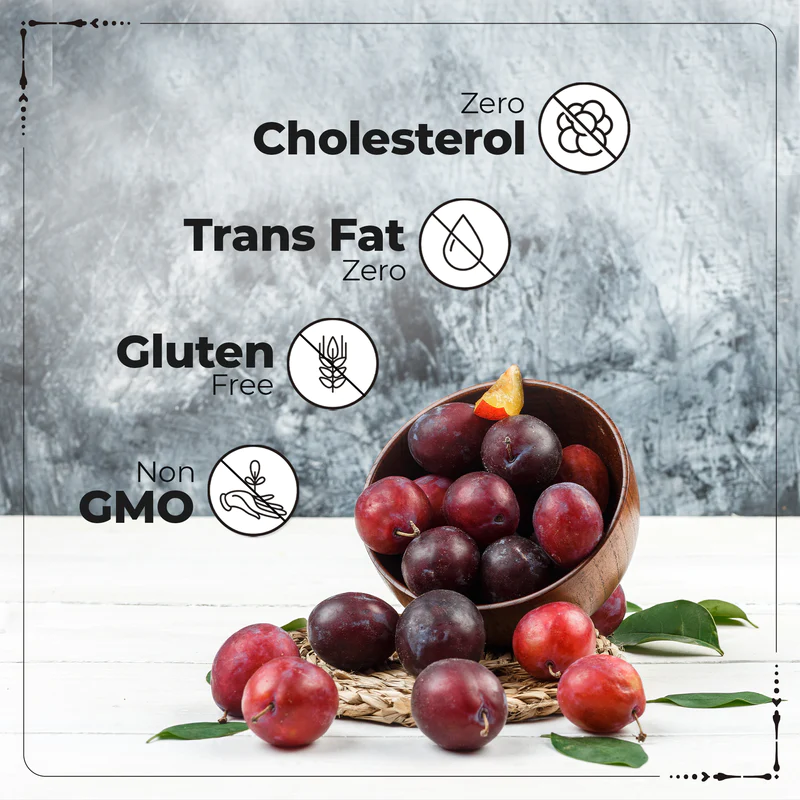 Zero
Cholesterol
Trans Fat
Zero
Gluten
Free
Non
GMO